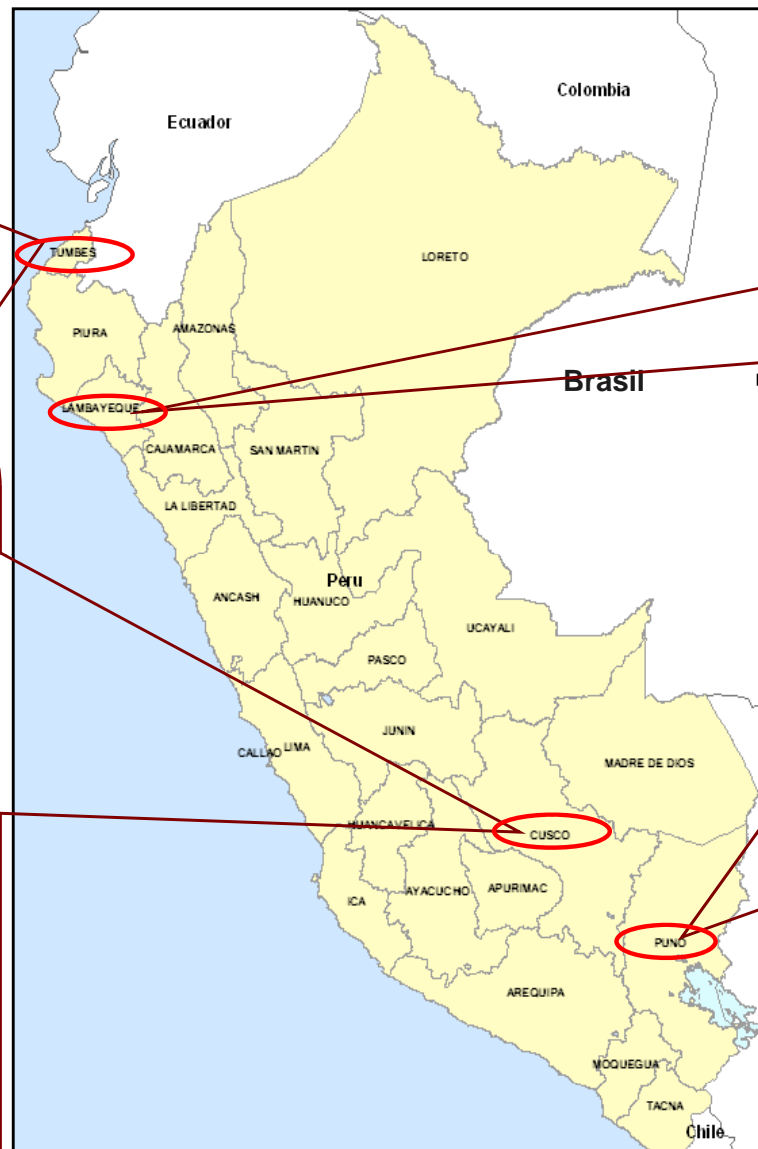 Colombia
Ecuador
TUMBES
LORETO
PIURA
AMAZONAS
Brasil
LAMBAYEQUE
CAJAMARCA
SAN MARTIN
LA LIBERTAD
Peru
ANCASH
HUANUCO
UCAYALI
PASCO
JUNIN
CALLAO
LIMA
MADRE DE DIOS
HUANCAVELICA
CUSCO
ICA
AYACUCHO
APURIMAC
PUNO
AREQUIPA
MOQUEGUA
TACNA
Chile